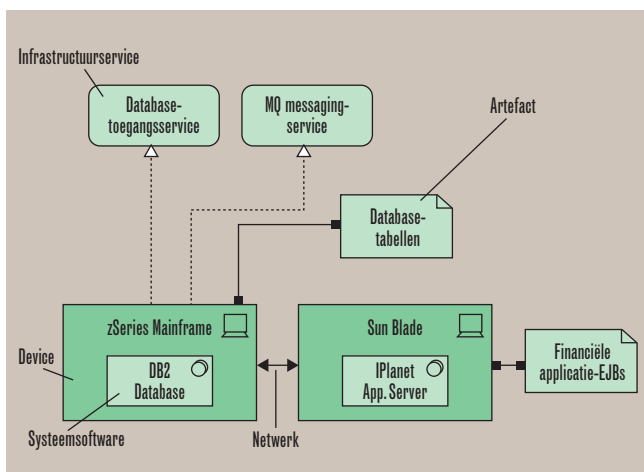 Infrastructuurservice
Database-
toegangsservice
MQ messaging-
service
Artefact
Database-
tabellen
zSeries Mainframe
Sun Blade
Device
DB2
Database
IPlanet
App. Server
Financiële
applicatie-EJBs
Systeemsoftware
Netwerk